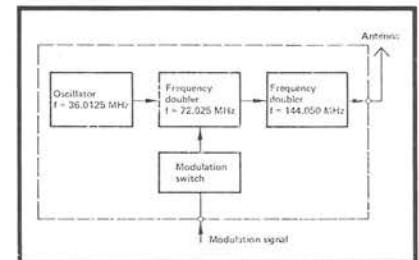 Antenna
Oscillator
f = 36.0125 MHz
Frequency
doubler
f = 72.025 MHz
Frequency
doubler
f = 144.050 MHz
Modulation
switch
Modulation signal